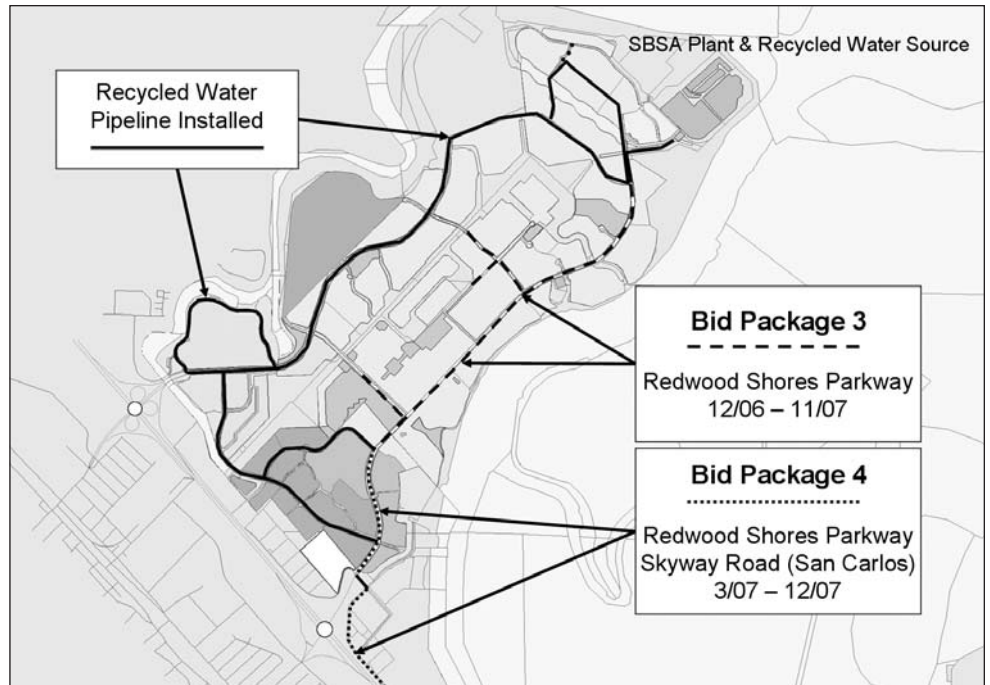 SBSA Plant & Recycled Water Source
Recycled Water
Pipeline Installed
Bid Package 3
Redwood Shores Parkway
12/06 – 11/07
Bid Package 4
Redwood Shores Parkway
Skyway Road (San Carlos)
3/07 – 12/07